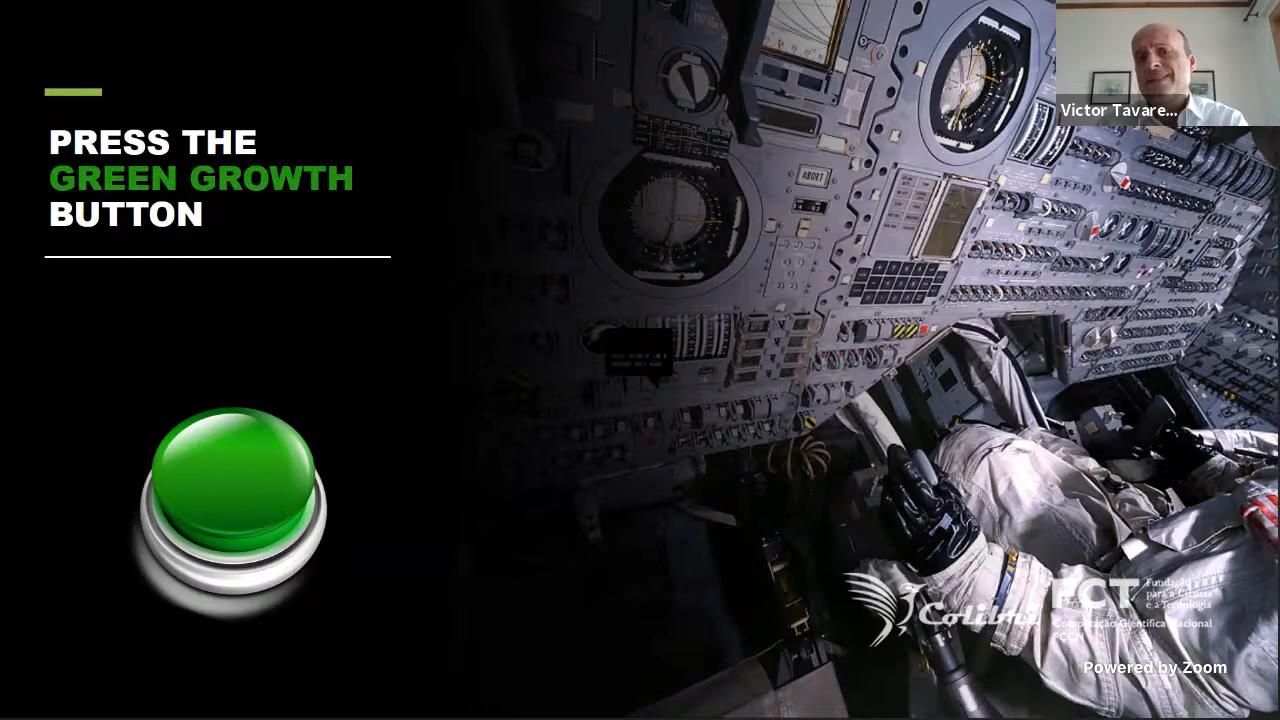 PRESS THE
GREEN GROWTH
BUTTON
Victor Tavare...
ABORT
Colibri
FCT
Fundação
para a Ciência
e a Tecnologia
Computação Científica Nacional
FCCN
Powered by Zoom